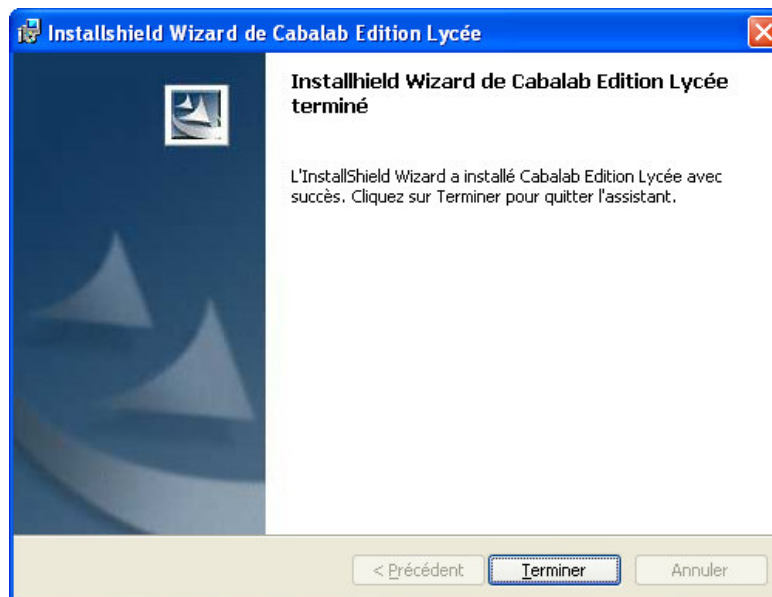 Installshield Wizard de Cabalab Edition Lycée
Installhield Wizard de Cabalab Edition Lycée
terminé
L'InstallShield Wizard a installé Cabalab Edition Lycée avec
succès. Cliquez sur Terminer pour quitter l'assistant.
< Précédent
Terminer
Annuler